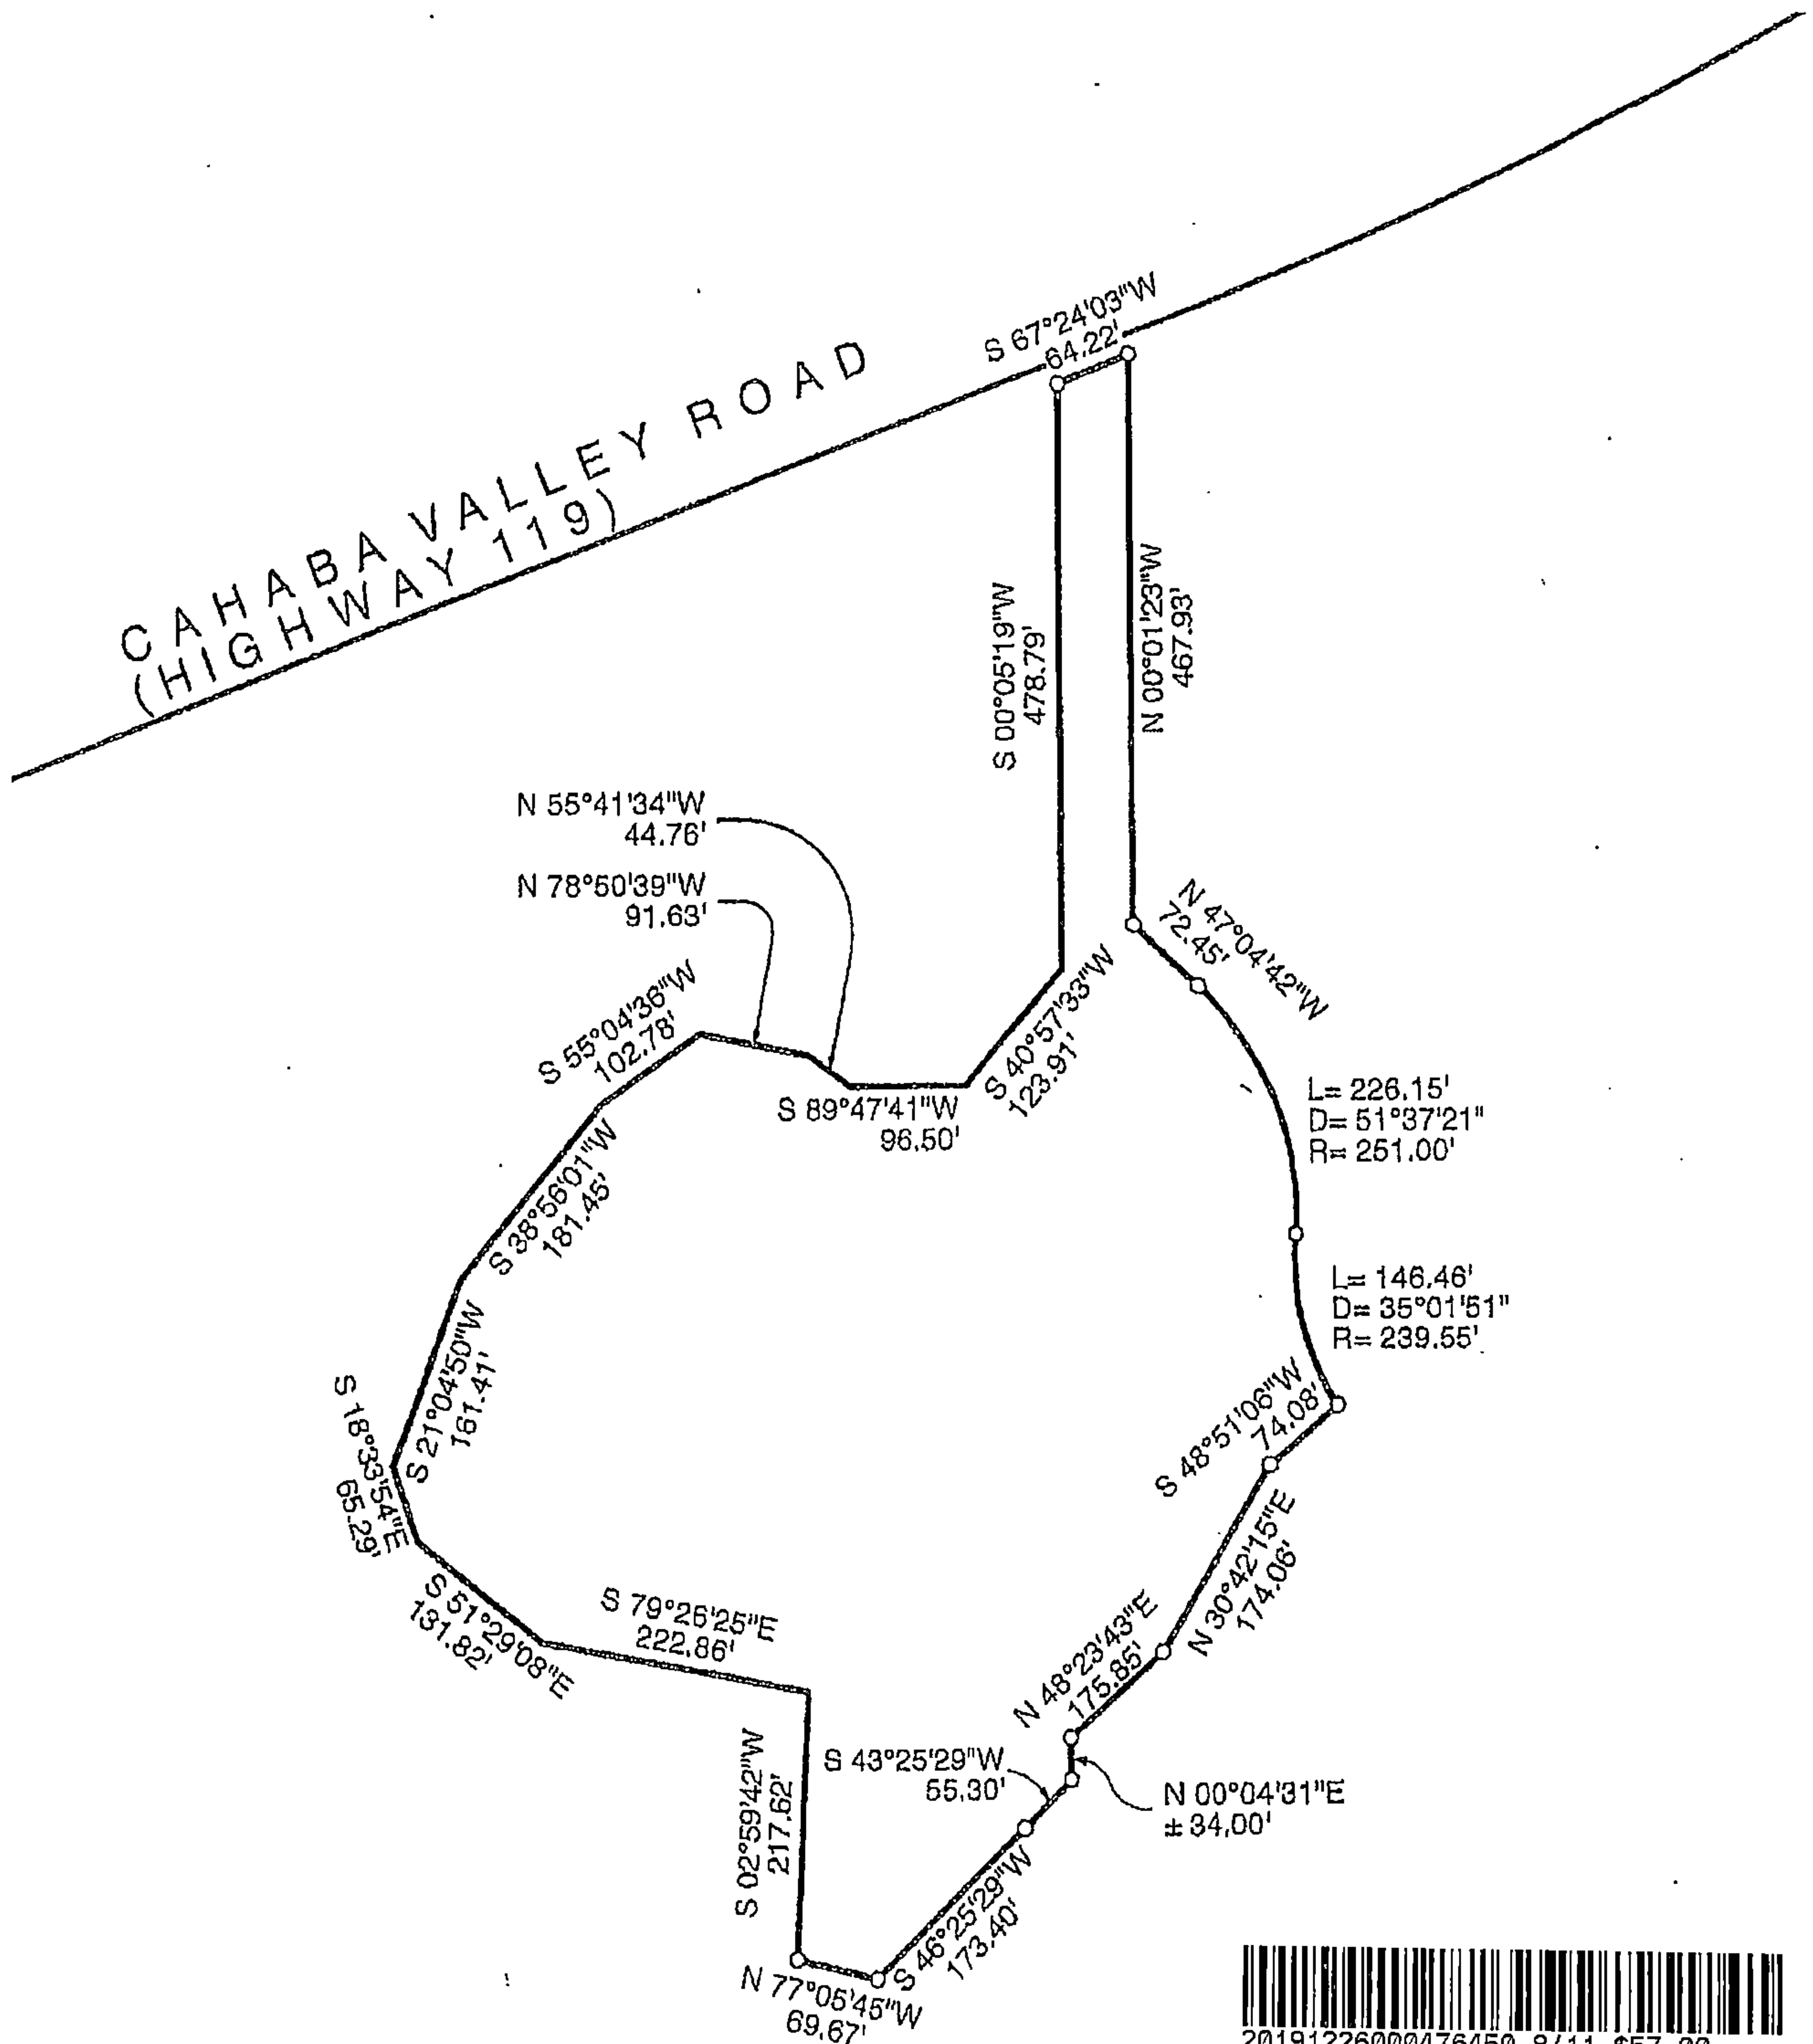 S 67°24'03"W
64.22'
CAHABA VALLEY ROAD
(HIGHWAY 119)
S 00°05'19"W
478.79'
N 00°01'23"W
467.93'
N 55°41'34"W
44.76'
N 78°50'39"W
91.63'
N 47°04'42"W
72.45'
S 55°04'36"W
102.78'
S 40°57'33"W
123.91'
S 89°47'41"W
96.50'
L= 226.15'
D= 51°37'21"
R= 251.00'
S 38°56'01"W
181.45'
L= 146.46'
D= 35°01'51"
R= 239.55'
S 21°04'50"W
161.41'
S 18°33'54"E
65.29'
S 48°51'06"W
74.08'
N 30°42'15"E
174.06'
S 51°29'08"E
131.82'
S 79°26'25"E
222.86'
N 48°23'43"E
175.85'
S 02°59'42"W
217.62'
S 43°25'29"W
55.30'
N 00°04'31"E
± 34.00'
S 46°25'29"W
173.40'
N 77°05'45"W
69.67'
20191226000476450 8/11 $57.00